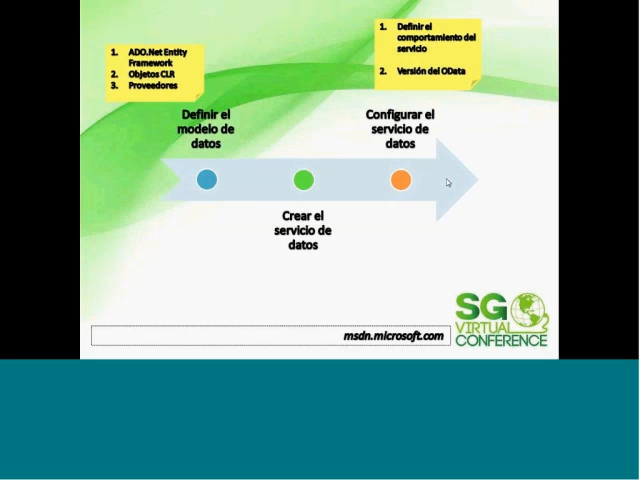 1. ADO.Net Entity
Framework
2. Objetos CLR
3. Proveedores
1. Definir el
comportamiento del
servicio
2. Versión del OData
Definir el
modelo de
datos
Configurar el
servicio de
datos
Crear el
servicio de
datos
msdn.microsoft.com
SG
VIRTUAL 2
CONFERENCE